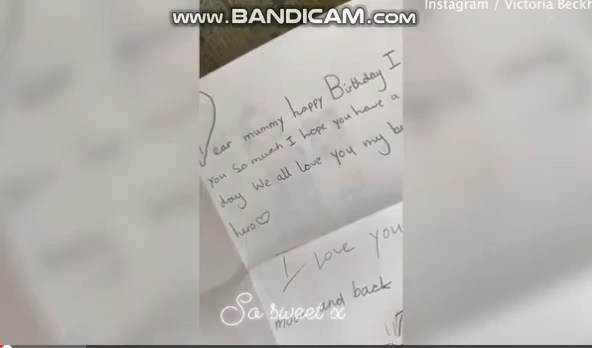 www.BANDICAM.com
Instagram / Victoria Beckh
Dear mummy happy Birthday I
you so much I hope you have a
day We all love you my b
hero♡
I love you
and back
So sweet x